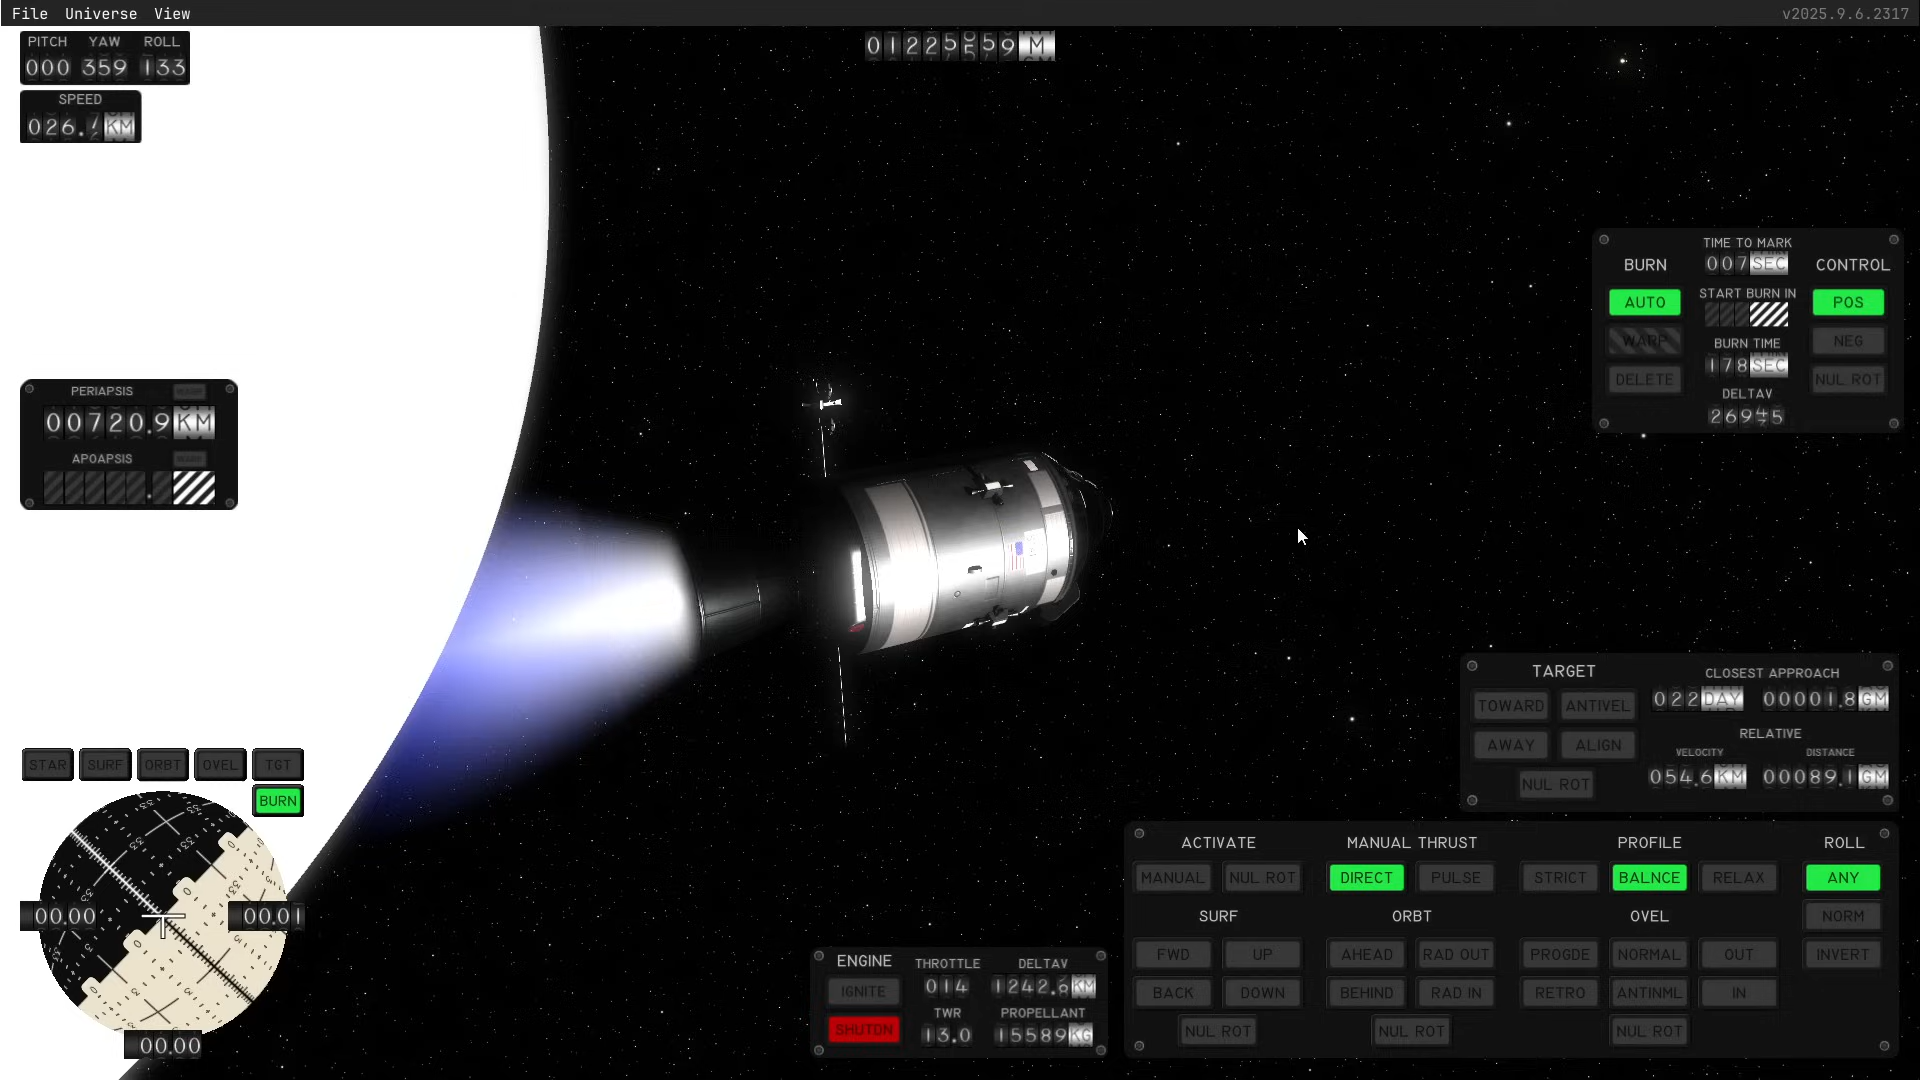 File Universe View
v2025.9.6.2317
PITCH YAW ROLL
000 359 133
SPEED
026. KM
PERIAPSIS
00720.9 KM
APOAPSIS
TIME TO MARK
BURN 007 SEC CONTROL
AUTO START BURN IN POS
WARP BURN TIME NEG
178 SEC
DELETE NUL ROT
DELTAV
26945
TARGET CLOSEST APPROACH
TOWARD ANTIVEL 022 DAY 00001.8 GM
AWAY ALIGN RELATIVE
VELOCITY DISTANCE
NUL ROT 054.6 KM 00089.1 GM
STAR SURF ORBT OVEL TGT
BURN
00.00 00.01
00.00
ENGINE THROTTLE DELTAV
IGNITE 014 1242.8 KM
TWR PROPELLANT
SHUTDN 13.0 15589 KG
ACTIVATE MANUAL THRUST PROFILE ROLL
MANUAL NUL ROT DIRECT PULSE STRICT BALNCE RELAX ANY
SURF ORBT OVEL NORM
FWD UP AHEAD RAD OUT PROGDE NORMAL OUT INVERT
BACK DOWN BEHIND RAD IN RETRO ANTINML IN
NUL ROT NUL ROT NUL ROT